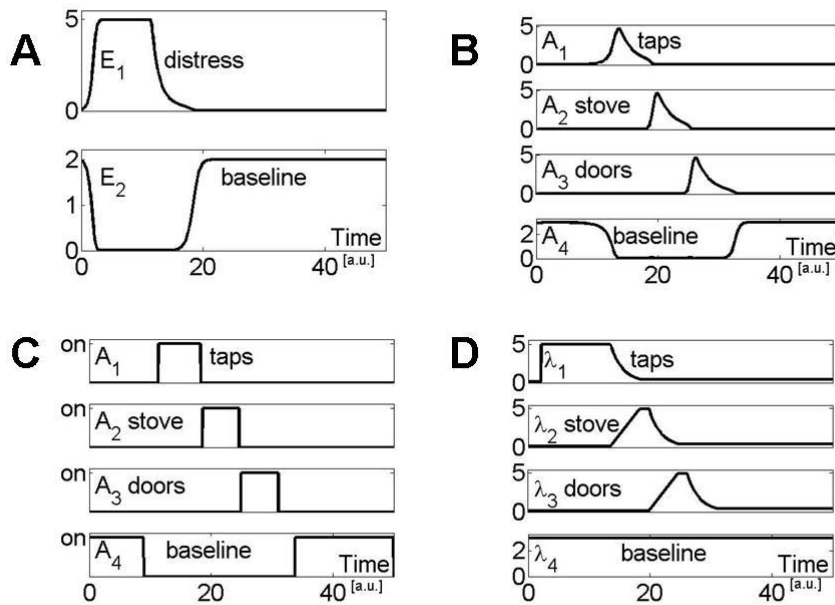 A
5
E1 distress
0
2
E2 baseline
1
0
Time
0 20 40 [a.u.]
B
5
A1 taps
0
5
A2 stove
0
5
A3 doors
0
2
A4 baseline Time
0
0 20 40 [a.u.]
C
on
A1 taps
on
A2 stove
on
A3 doors
on
A4 baseline Time
0 20 40 [a.u.]
D
5
λ1 taps
0
5
λ2 stove
0
5
λ3 doors
0
2
λ4 baseline Time
0
0 20 40 [a.u.]